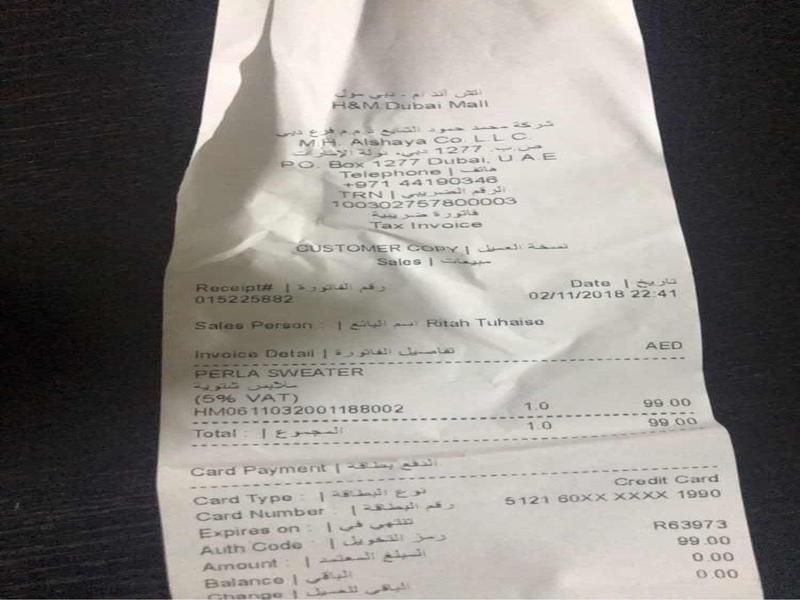 اتش اند ام - دبي مول
H&M Dubai Mall
شركة محمد حمود الشايع ذ.م.م فرع دبي
M.H. Alshaya Co. L.L.C.
ص.ب. 1277 دبي، دولة الإمارات
P.O. Box 1277 Dubai, U.A.E
Telephone | هاتف
+971 44190346
TRN | الرقم الضريبي
100302757800003
فاتورة ضريبية
Tax Invoice
CUSTOMER COPY | نسخة العميل
Sales | مبيعات
Receipt# | رقم الفاتورة Date | تاريخ
015225882 02/11/2018 22:41
Sales Person : | اسم البائع Ritah Tuhaise
Invoice Detail | تفاصيل الفاتورة AED
PERLA SWEATER
ملابس شتوية
(5% VAT)
HM0611032001188002 1.0 99.00
Total : | المجموع 1.0 99.00
Card Payment | الدفع بطاقة
Card Type : | نوع البطاقة Credit Card
Card Number : | رقم البطاقة 5121 60XX XXXX 1990
Expires on : | تنتهي في
Auth Code : | رمز التخويل R63973
Amount : | المبلغ المعتمد 99.00
Balance | الباقي 0.00
Change | الباقي للعميل 0.00